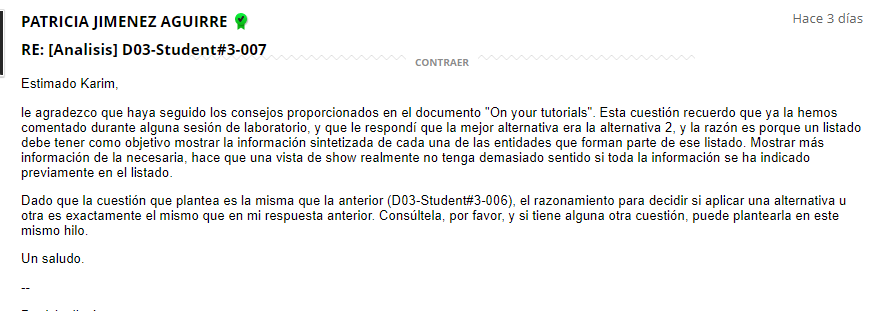 PATRICIA JIMENEZ AGUIRRE
Hace 3 días
RE: [Analisis] D03-Student#3-007
CONTRAER
Estimado Karim,
le agradezco que haya seguido los consejos proporcionados en el documento "On your tutorials". Esta cuestión recuerdo que ya la hemos
comentado durante alguna sesión de laboratorio, y que le respondí que la mejor alternativa era la alternativa 2, y la razón es porque un listado
debe tener como objetivo mostrar la información sintetizada de cada una de las entidades que forman parte de ese listado. Mostrar más
información de la necesaria, hace que una vista de show realmente no tenga demasiado sentido si toda la información se ha indicado
previamente en el listado.
Dado que la cuestión que plantea es la misma que la anterior (D03-Student#3-006), el razonamiento para decidir si aplicar una alternativa u
otra es exactamente el mismo que en mi respuesta anterior. Consúltela, por favor, y si tiene alguna otra cuestión, puede plantearla en este
mismo hilo.
Un saludo.
--